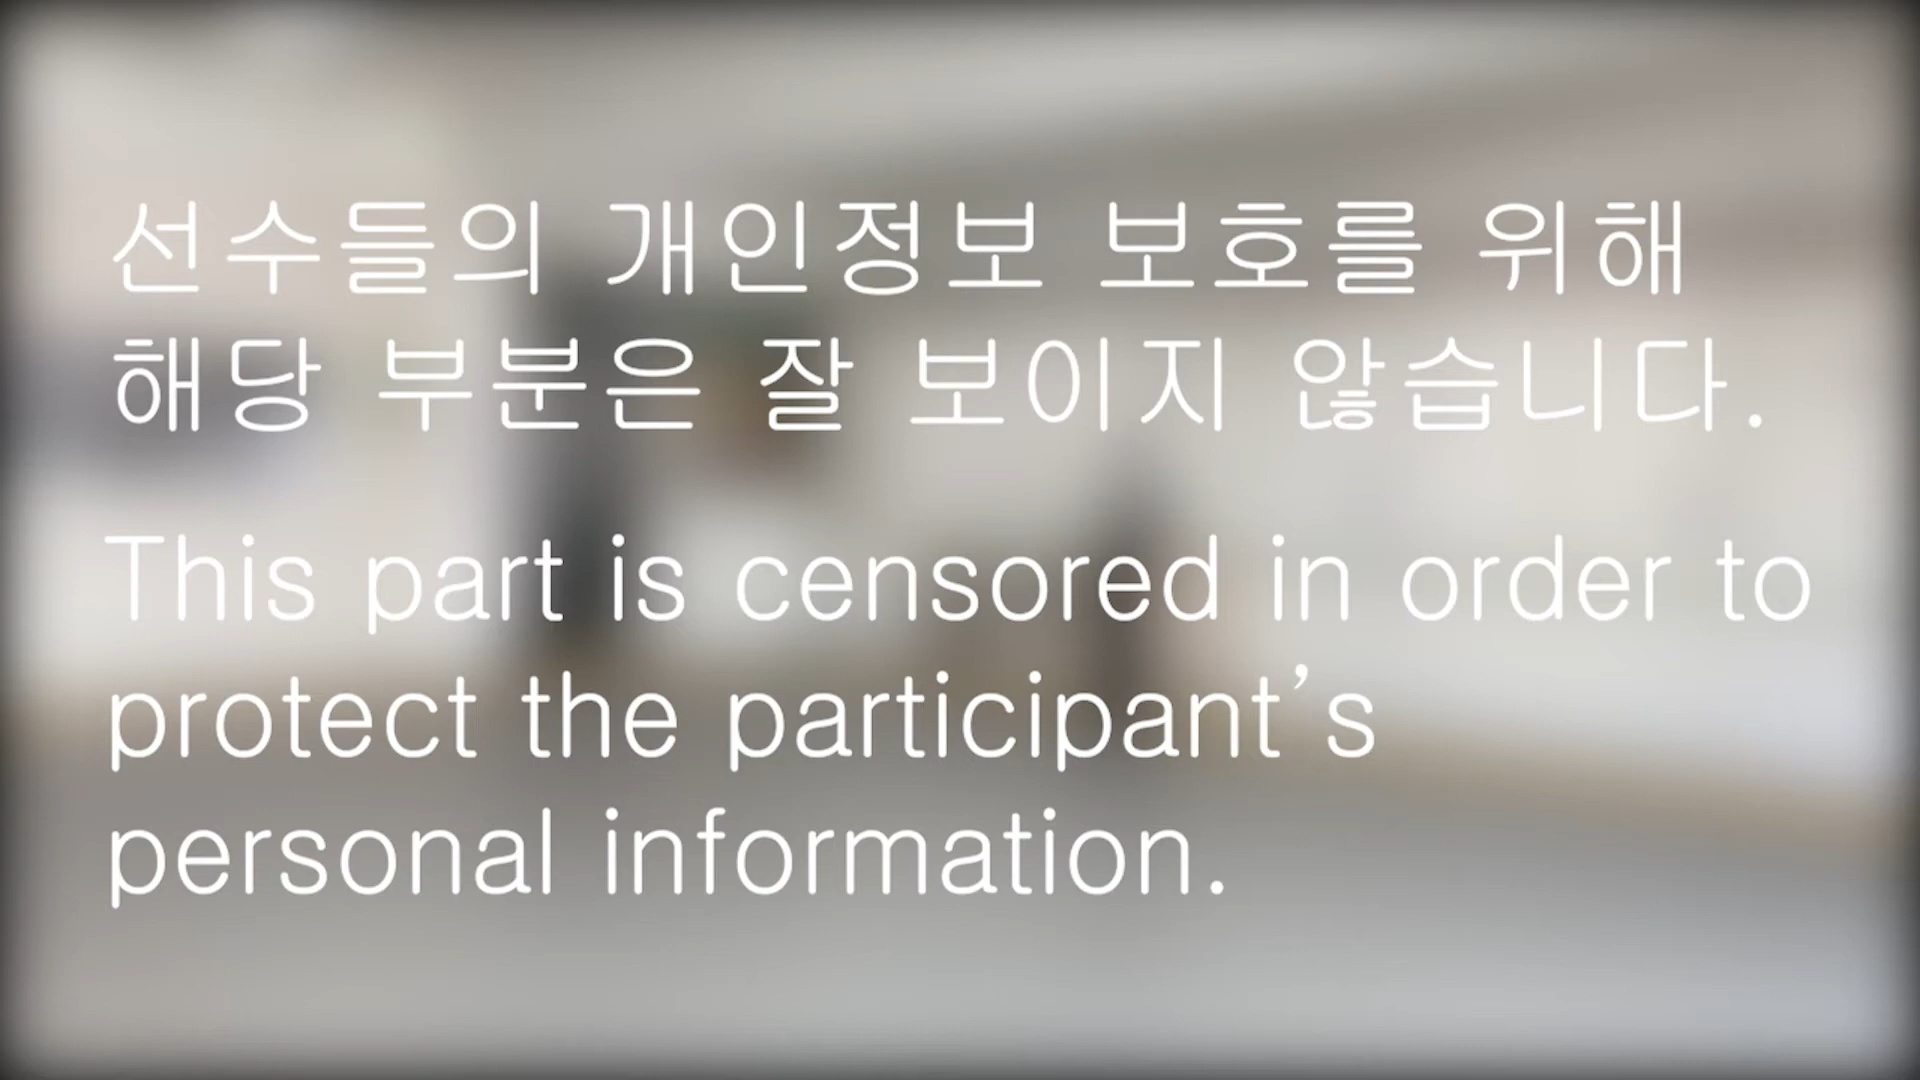 선수들의 개인정보 보호를 위해
해당 부분은 잘 보이지 않습니다.
This part is censored in order to
protect the participant’s
personal information.